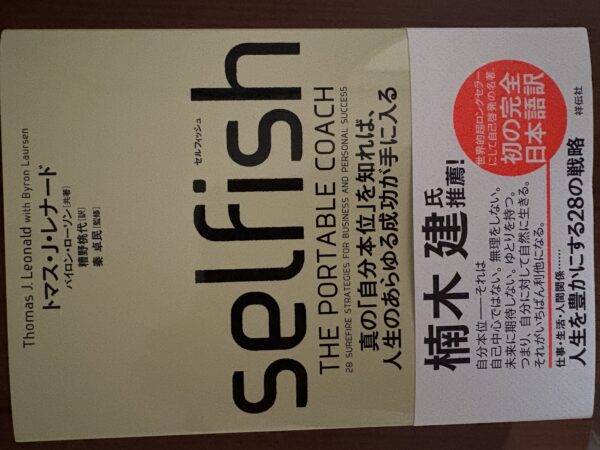 Thomas J. Leonald with Byron Laursen
トマス・J・レナード
バイロン・ローソン[共著]
糟野桃代[訳]
秦 卓民[監修]
selfish
セルフィッシュ
THE PORTABLE COACH
28 SUREFIRE STRATEGIES FOR BUSINESS AND PERSONAL SUCCESS
真の「自分本位」を知れば、
人生のあらゆる成功が手に入る
世界的超ロングセラー
にして自己啓発の名著、
初の完全
日本語訳
楠木 建氏
推薦!
自分本位――それは
自己中心ではない。無理をしない。
未来に期待しない。ゆとりを持つ。
つまり、自分に対して自然に生きる。
それがいちばん利他になる。
仕事・生活・人間関係……
人生を豊かにする28の戦略
祥伝社